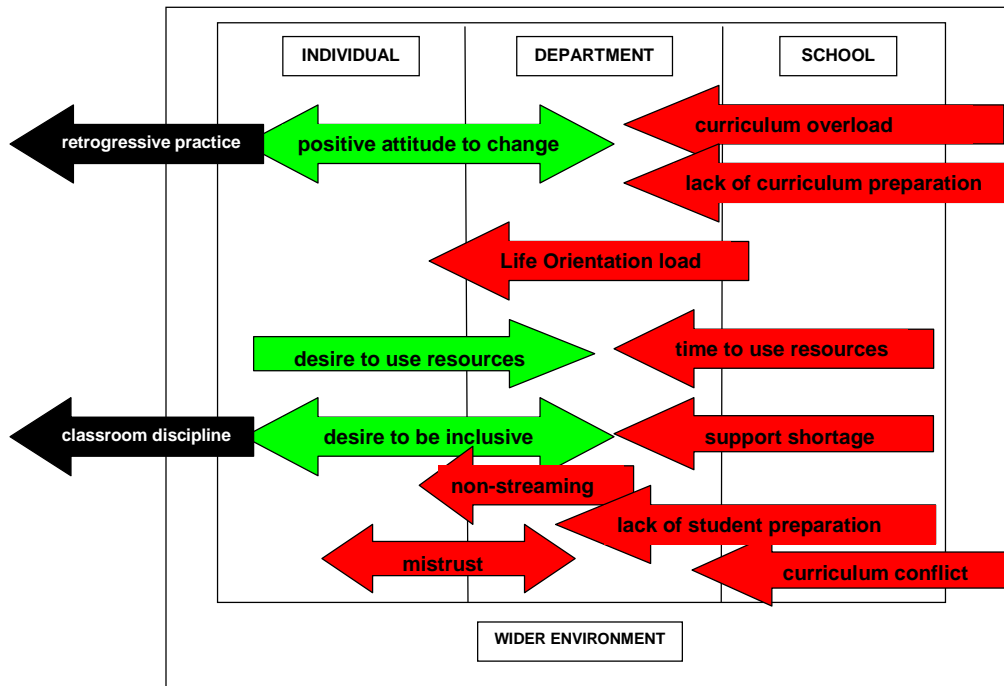 INDIVIDUAL
DEPARTMENT
SCHOOL
retrogressive practice
positive attitude to change
curriculum overload
lack of curriculum preparation
Life Orientation load
desire to use resources
time to use resources
classroom discipline
desire to be inclusive
support shortage
non-streaming
lack of student preparation
mistrust
curriculum conflict
WIDER ENVIRONMENT